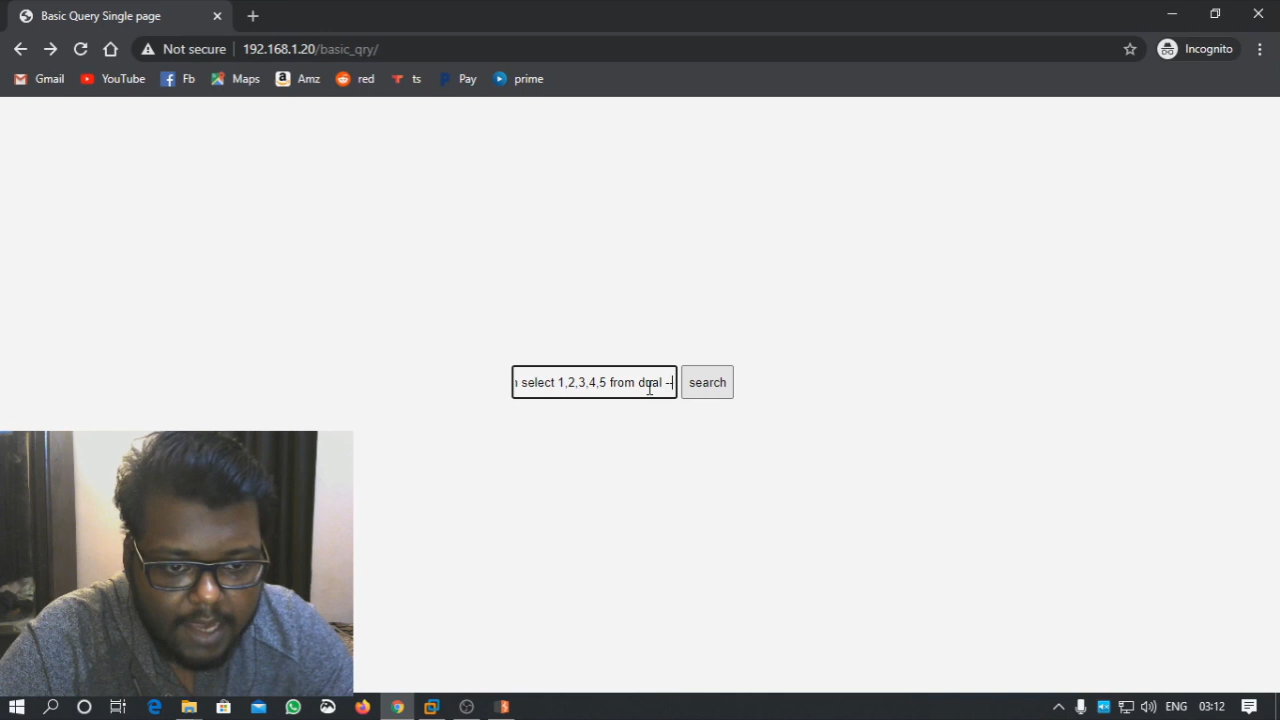 Basic Query Single page
Not secure 192.168.1.20/basic_qry/ Incognito
Gmail YouTube Fb Maps Amz red ts Pay prime
select 1,2,3,4,5 from dual -- search
ENG 03:12